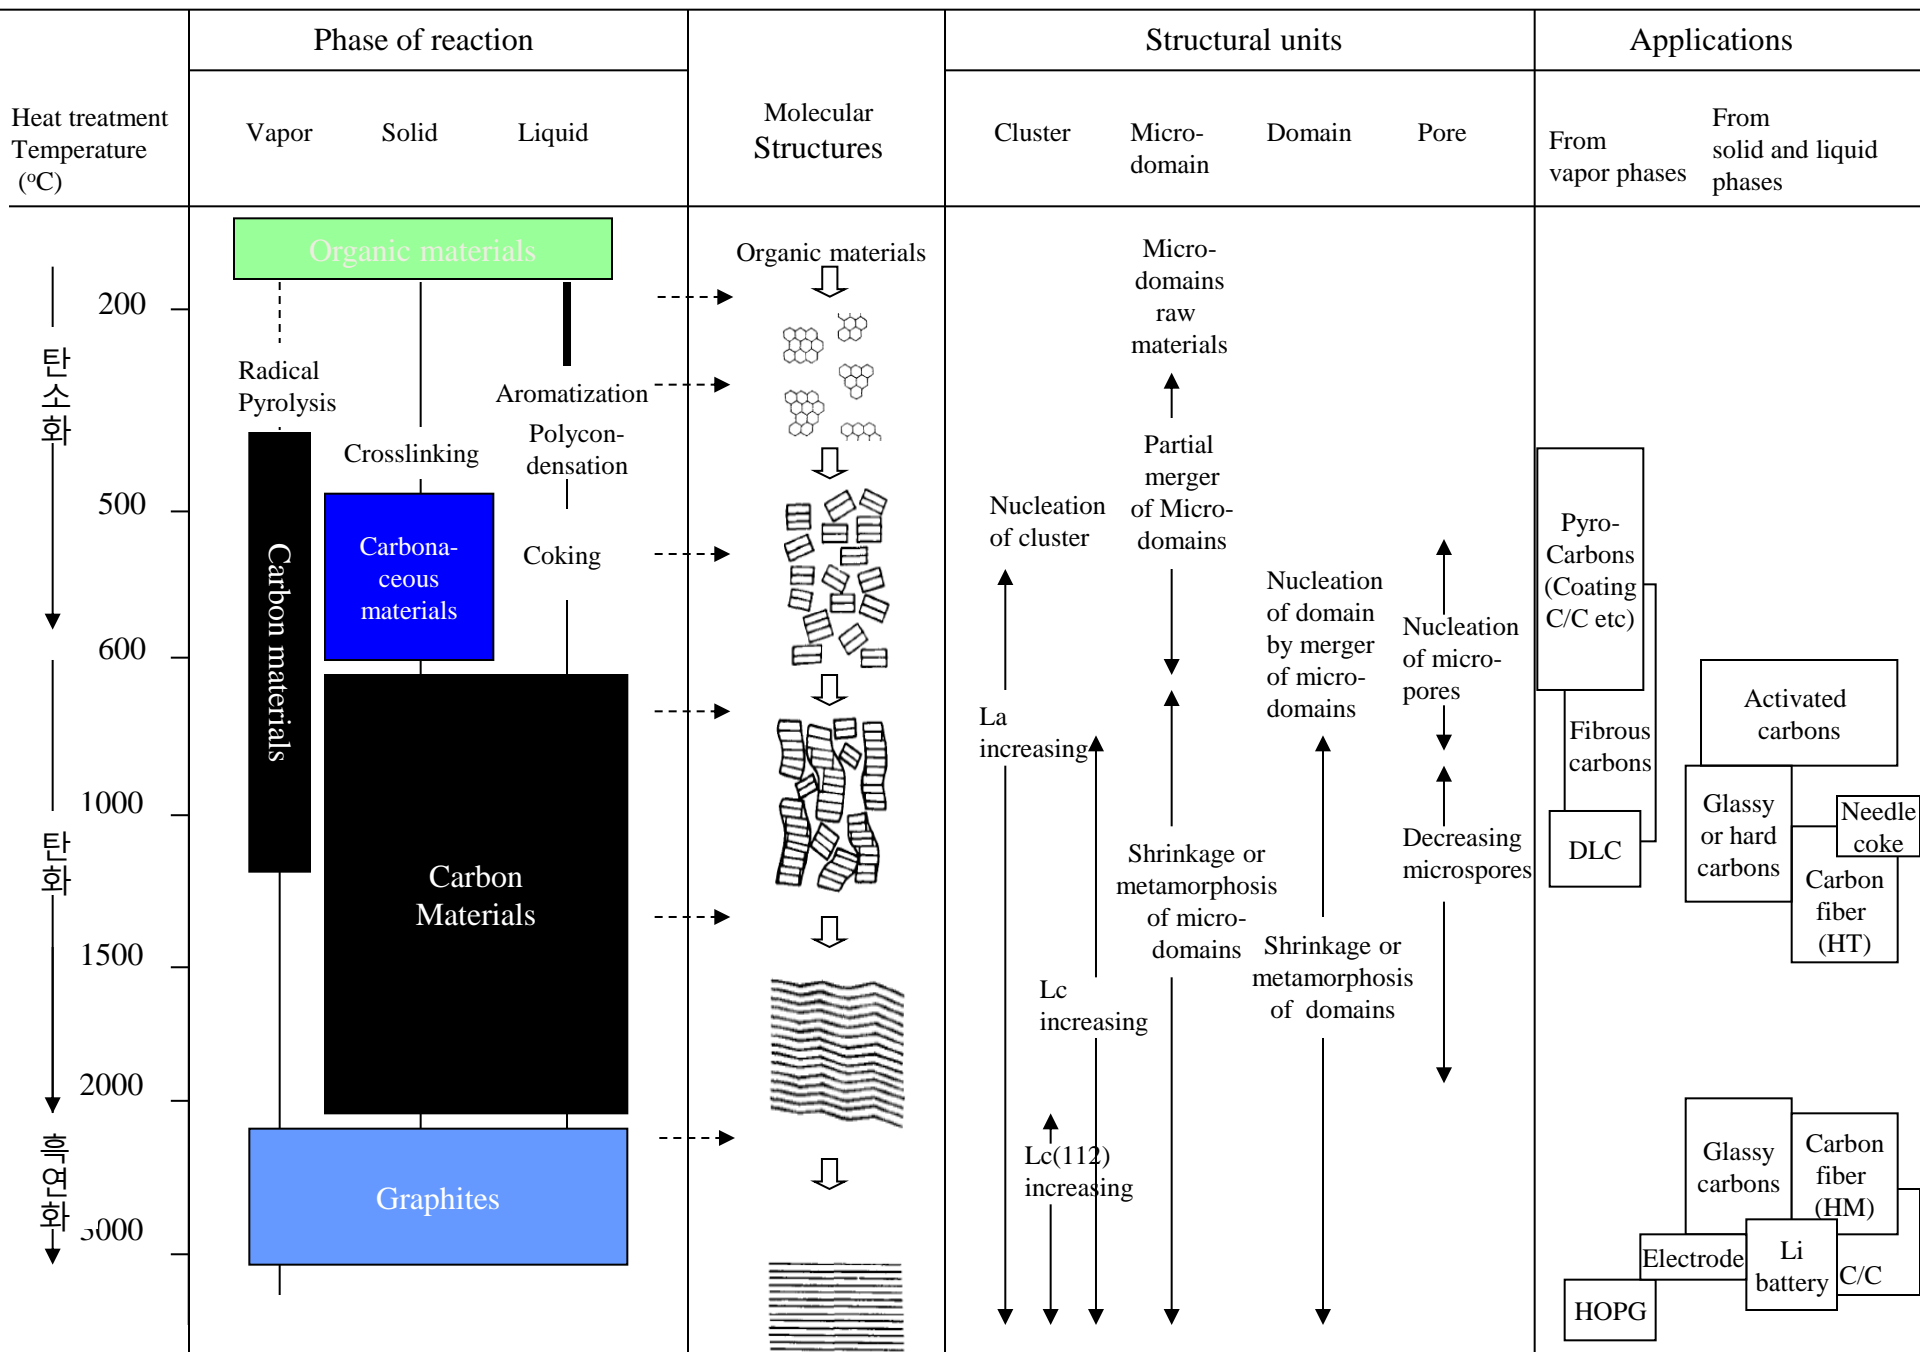 Phase of reaction
Structural units
Applications
Heat treatment
Temperature
(°C)
Vapor
Solid
Liquid
Molecular
Structures
Cluster
Micro-
domain
Domain
Pore
From
vapor phases
From
solid and liquid
phases
탄소화
탄화
흑연화
200
500
600
1000
1500
2000
3000
Organic materials
Radical
Pyrolysis
Crosslinking
Aromatization
Polycon-
densation
Coking
Carbon materials
Carbona-
ceous
materials
Carbon
Materials
Graphites
Organic materials
Nucleation
of cluster
La
increasing
Lc
increasing
Lc(112)
increasing
Micro-
domains
raw
materials
Partial
merger
of Micro-
domains
Shrinkage or
metamorphosis
of micro-
domains
Nucleation
of domain
by merger
of micro-
domains
Shrinkage or
metamorphosis
of domains
Nucleation
of micro-
pores
Decreasing
microspores
Pyro-
Carbons
(Coating
C/C etc)
Fibrous
carbons
DLC
HOPG
Activated
carbons
Glassy
or hard
carbons
Needle
coke
Carbon
fiber
(HT)
Glassy
carbons
Carbon
fiber
(HM)
Electrode
Li
battery
C/C